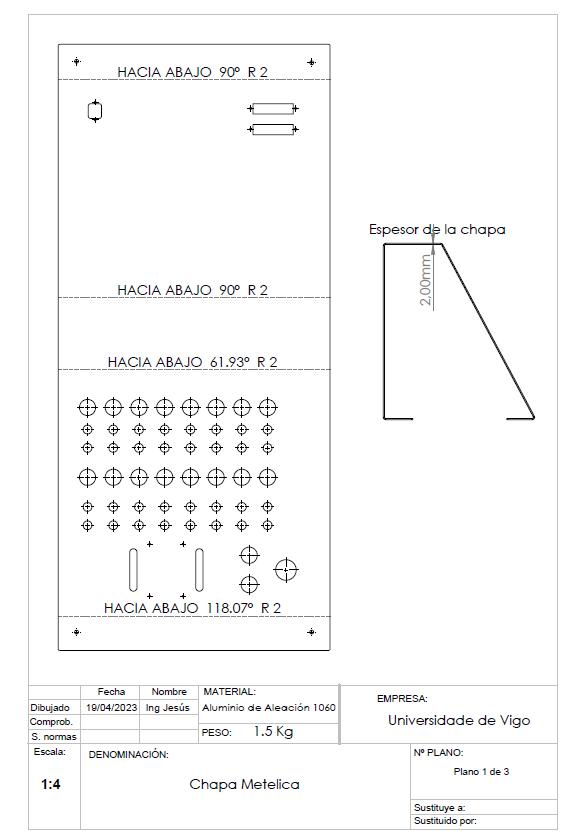 HACIA ABAJO 90º R 2
Espesor de la chapa
2,00mm
HACIA ABAJO 90º R 2
HACIA ABAJO 61.93º R 2
HACIA ABAJO 118.07º R 2
Fecha Nombre MATERIAL:
Dibujado 19/04/2023 Ing Jesús Aluminio de Aleación 1060
Comprob.
S. normas
PESO: 1.5 Kg
EMPRESA:
Universidade de Vigo
Escala:
1:4
DENOMINACIÓN:
Chapa Metelica
Nº PLANO:
Plano 1 de 3
Sustituye a:
Sustituido por: